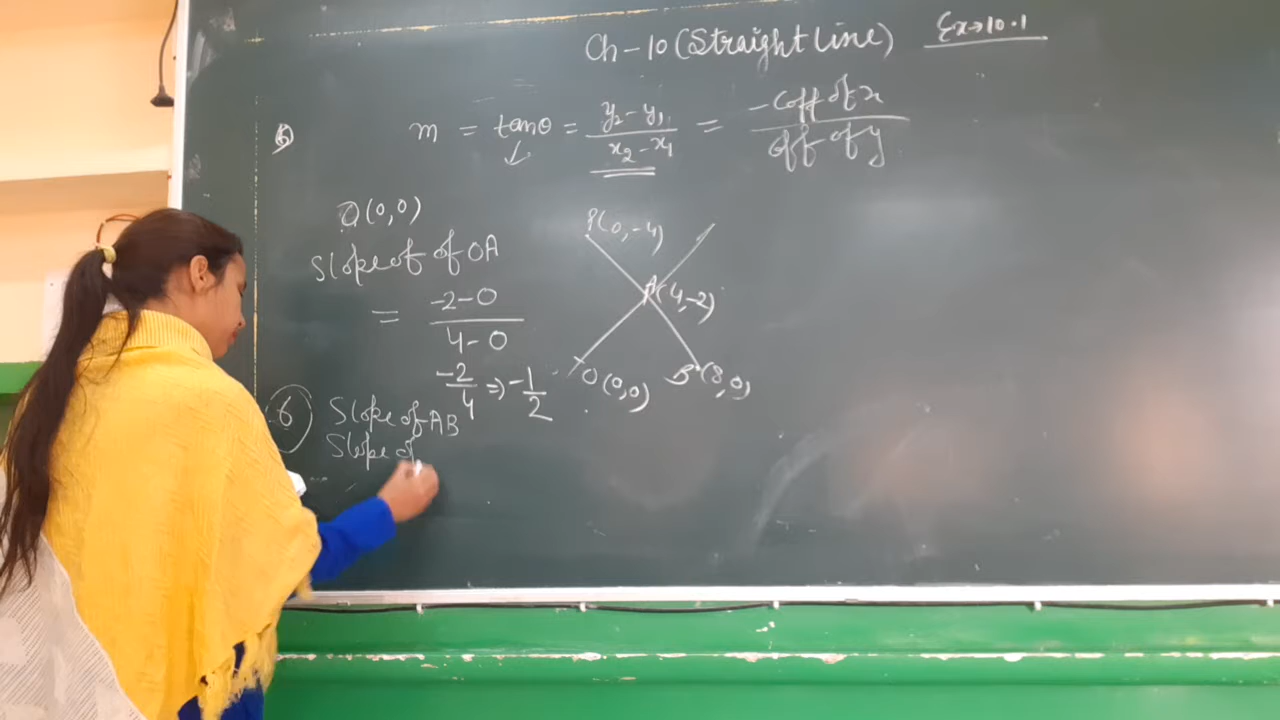 Ch-10 (Straight Line) Ex→10.1
5) m = tanθ = y₂-y₁ / x₂-x₁ = -Coff of x / off of y
O(0,0)
Slope of of OA
= -2-0 / 4-0
-2/4 ⇒ -1/2
P(0,-4)
A(4,-2)
O(0,0) B(8,0)
6 Slope of AB
Slope of